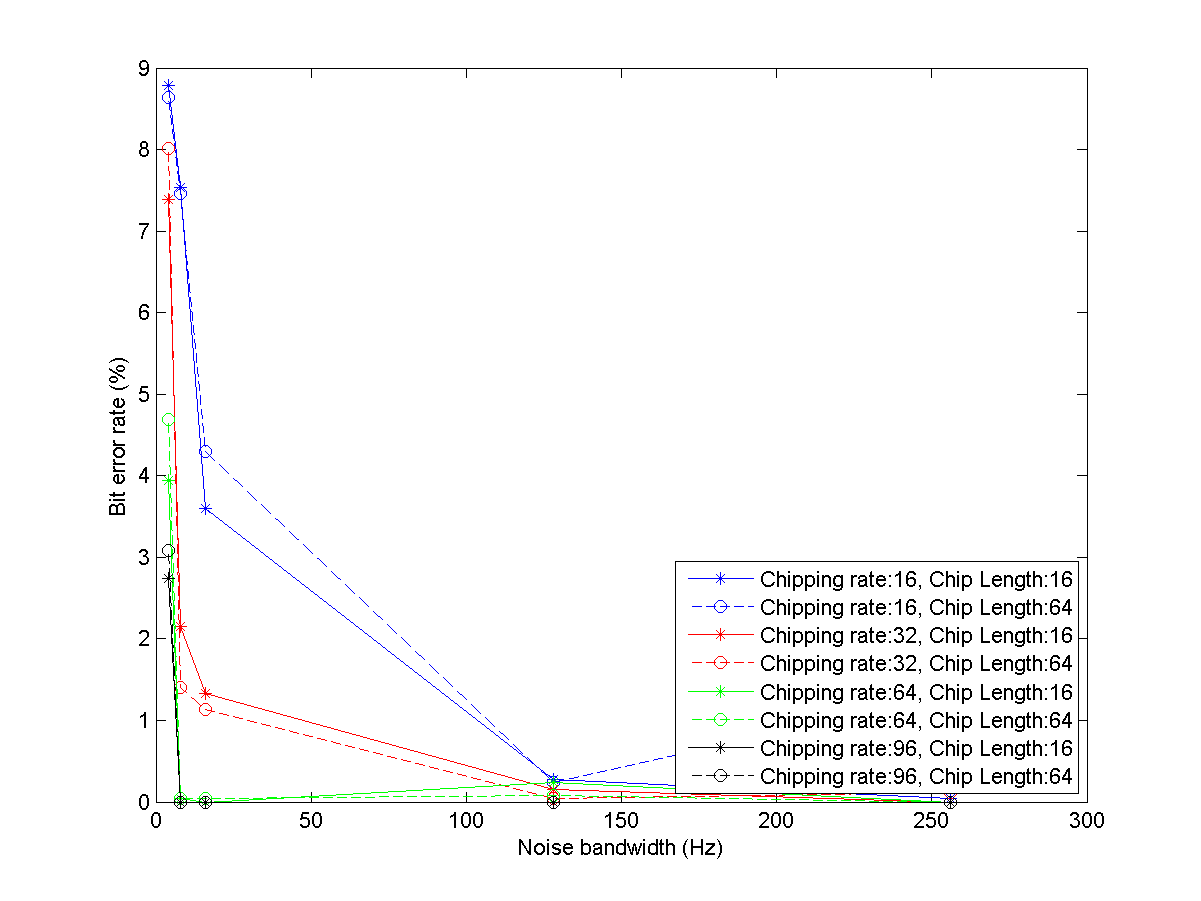 9
8
7
6
5
4
3
2
1
0
Bit error rate (%)
Chipping rate:16, Chip Length:16
Chipping rate:16, Chip Length:64
Chipping rate:32, Chip Length:16
Chipping rate:32, Chip Length:64
Chipping rate:64, Chip Length:16
Chipping rate:64, Chip Length:64
Chipping rate:96, Chip Length:16
Chipping rate:96, Chip Length:64
0 50 100 150 200 250 300
Noise bandwidth (Hz)